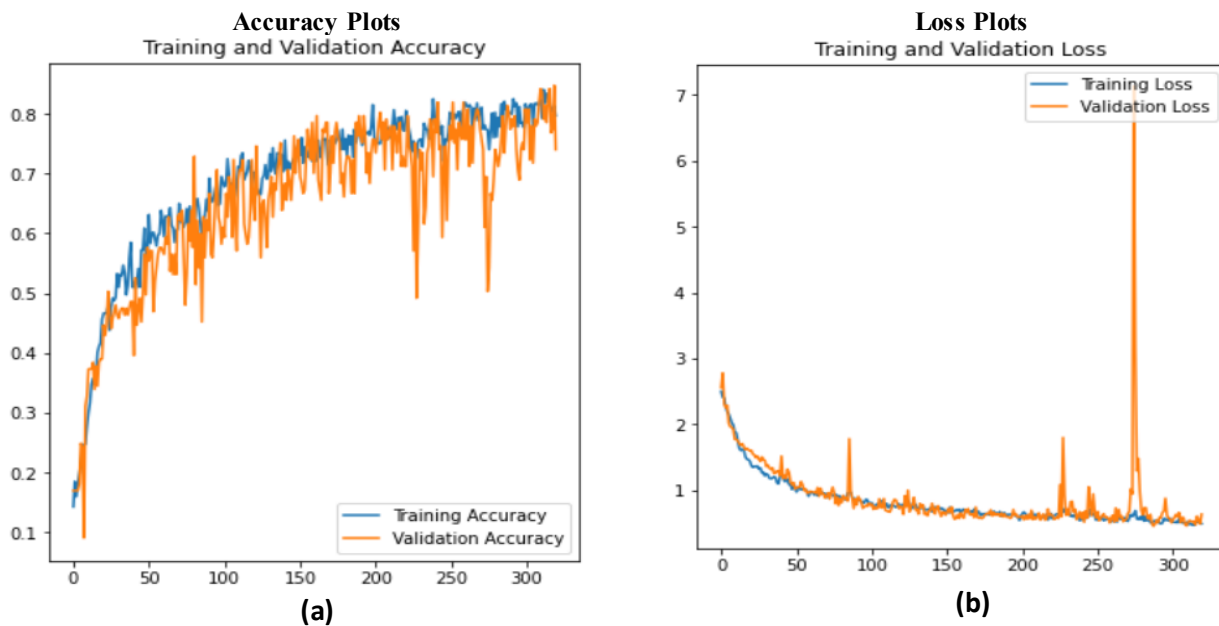 Accuracy Plots
Training and Validation Accuracy
0.8
0.7
0.6
0.5
0.4
0.3
0.2
0.1
Training Accuracy
Validation Accuracy
0 50 100 150 200 250 300
(a)
Loss Plots
Training and Validation Loss
Training Loss
Validation Loss
7
6
5
4
3
2
1
0 50 100 150 200 250 300
(b)